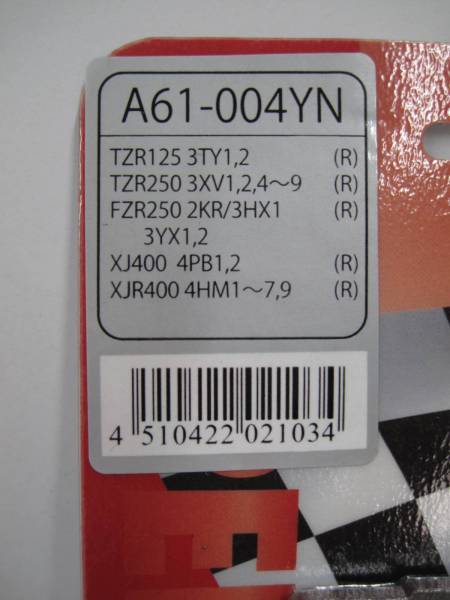 A61-004YN
TZR125 3TY1,2 (R)
TZR250 3XV1,2,4～9 (R)
FZR250 2KR/3HX1 (R)
3YX1,2
XJ400 4PB1,2 (R)
XJR400 4HM1～7,9 (R)
4 510422 021034